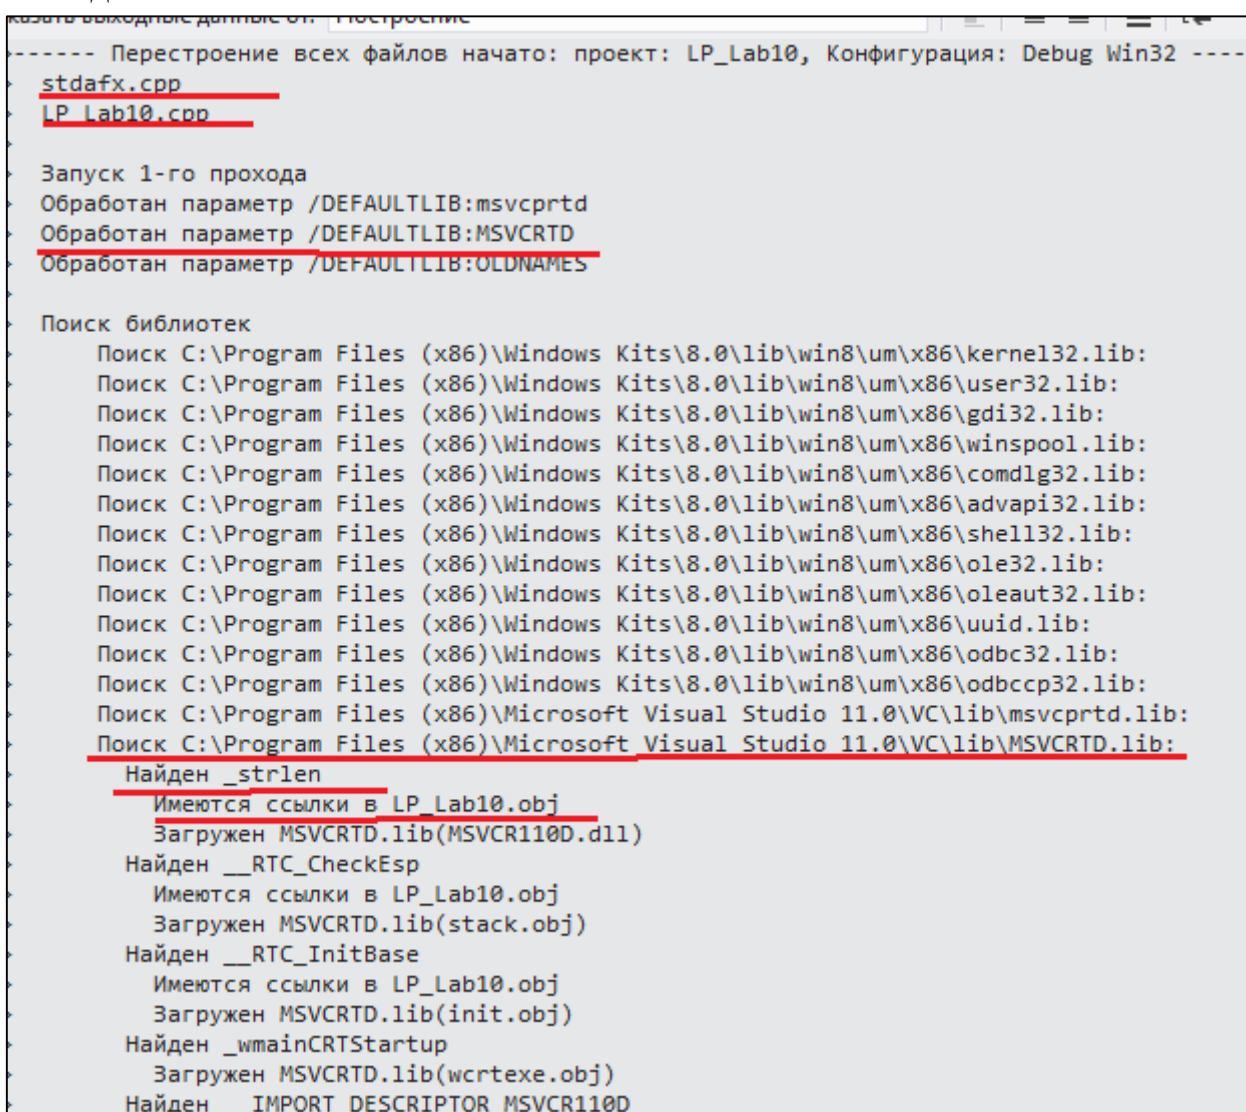 казать выходные данные от: Построение
------ Перестроение всех файлов начато: проект: LP_Lab10, Конфигурация: Debug Win32 ----
stdafx.cpp
LP_Lab10.cpp
Запуск 1-го прохода
Обработан параметр /DEFAULTLIB:msvcprtd
Обработан параметр /DEFAULTLIB:MSVCRTD
Обработан параметр /DEFAULTLIB:OLDNAMES
Поиск библиотек
Поиск C:\Program Files (x86)\Windows Kits\8.0\lib\win8\um\x86\kernel32.lib:
Поиск C:\Program Files (x86)\Windows Kits\8.0\lib\win8\um\x86\user32.lib:
Поиск C:\Program Files (x86)\Windows Kits\8.0\lib\win8\um\x86\gdi32.lib:
Поиск C:\Program Files (x86)\Windows Kits\8.0\lib\win8\um\x86\winspool.lib:
Поиск C:\Program Files (x86)\Windows Kits\8.0\lib\win8\um\x86\comdlg32.lib:
Поиск C:\Program Files (x86)\Windows Kits\8.0\lib\win8\um\x86\advapi32.lib:
Поиск C:\Program Files (x86)\Windows Kits\8.0\lib\win8\um\x86\shell32.lib:
Поиск C:\Program Files (x86)\Windows Kits\8.0\lib\win8\um\x86\ole32.lib:
Поиск C:\Program Files (x86)\Windows Kits\8.0\lib\win8\um\x86\oleaut32.lib:
Поиск C:\Program Files (x86)\Windows Kits\8.0\lib\win8\um\x86\uuid.lib:
Поиск C:\Program Files (x86)\Windows Kits\8.0\lib\win8\um\x86\odbc32.lib:
Поиск C:\Program Files (x86)\Windows Kits\8.0\lib\win8\um\x86\odbccp32.lib:
Поиск C:\Program Files (x86)\Microsoft Visual Studio 11.0\VC\lib\msvcprtd.lib:
Поиск C:\Program Files (x86)\Microsoft Visual Studio 11.0\VC\lib\MSVCRTD.lib:
Найден _strlen
Имеются ссылки в LP_Lab10.obj
Загружен MSVCRTD.lib(MSVCR110D.dll)
Найден __RTC_CheckEsp
Имеются ссылки в LP_Lab10.obj
Загружен MSVCRTD.lib(stack.obj)
Найден __RTC_InitBase
Имеются ссылки в LP_Lab10.obj
Загружен MSVCRTD.lib(init.obj)
Найден _wmainCRTStartup
Загружен MSVCRTD.lib(wcrtexe.obj)
Найден __IMPORT_DESCRIPTOR_MSVCR110D